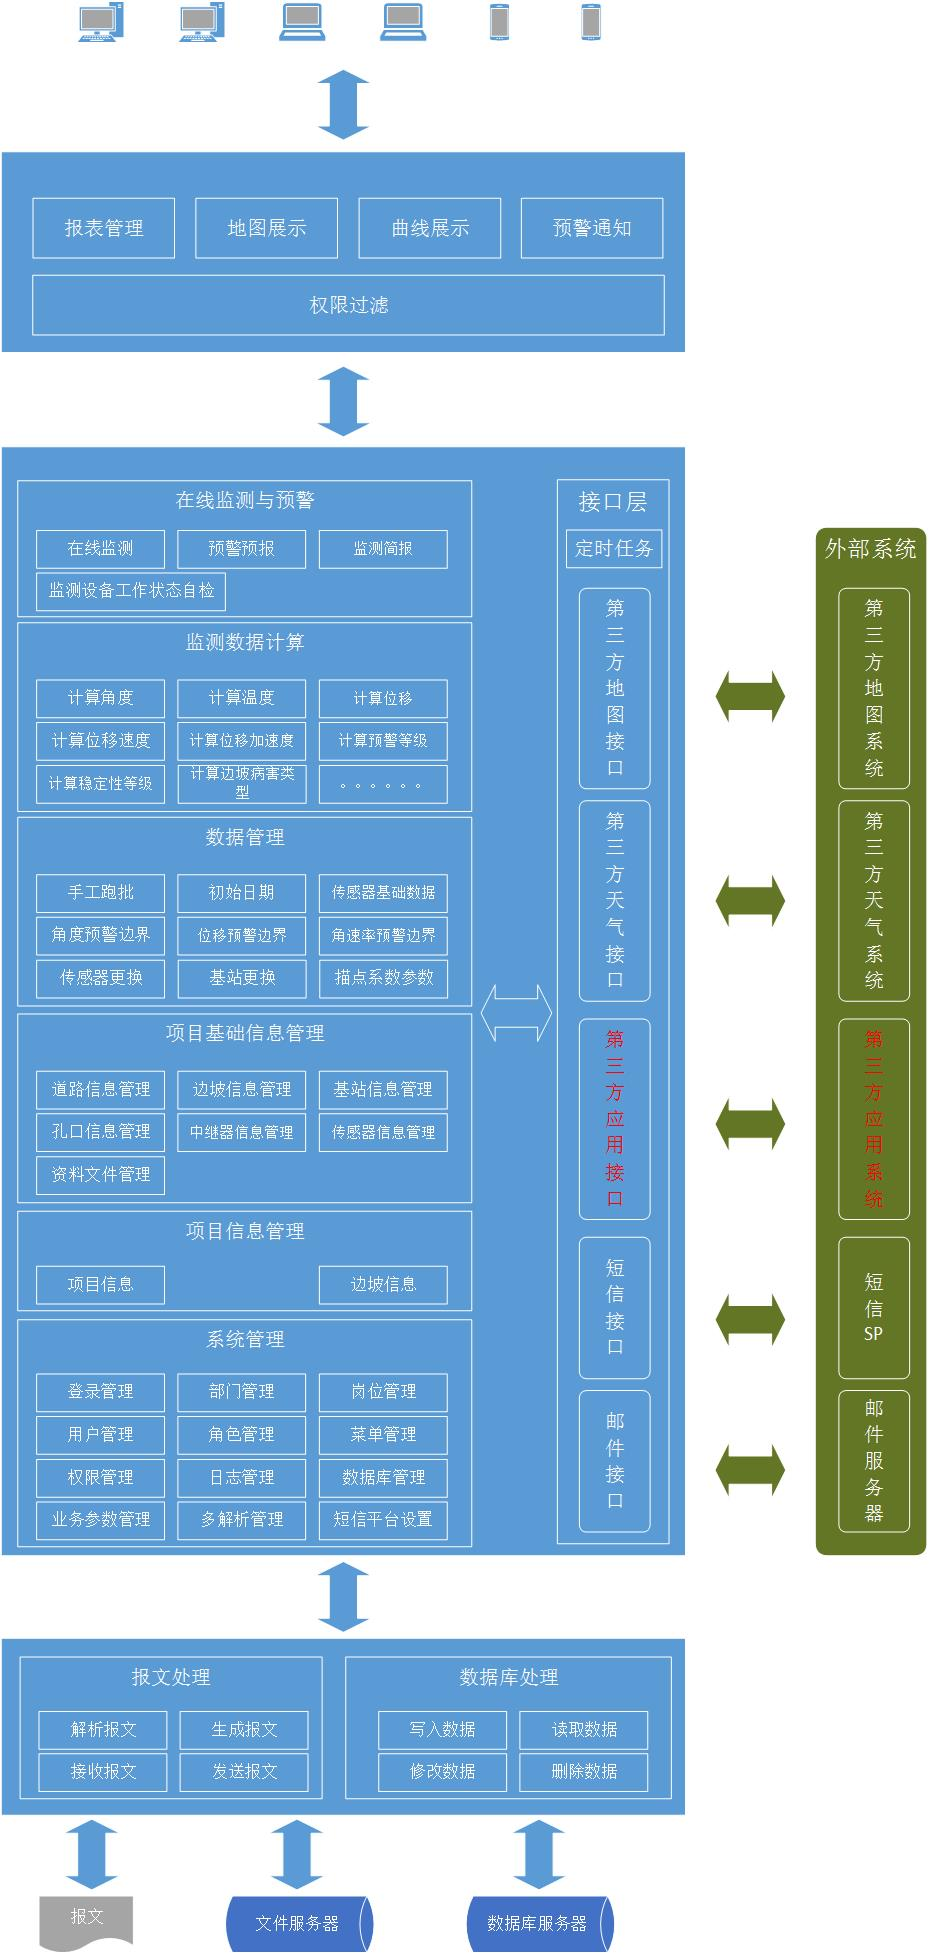 报表管理
地图展示
曲线展示
预警通知
权限过滤
在线监测与预警
在线监测
预警预报
监测简报
监测设备工作状态自检
监测数据计算
计算角度
计算温度
计算位移
计算位移速度
计算位移加速度
计算预警等级
计算稳定性等级
计算边坡病害类
型
。。。。。。
数据管理
手工跑批
初始日期
传感器基础数据
角度预警边界
位移预警边界
角速率预警边界
传感器更换
基站更换
描点系数参数
项目基础信息管理
道路信息管理
边坡信息管理
基站信息管理
孔口信息管理
中继器信息管理
传感器信息管理
资料文件管理
项目信息管理
项目信息
边坡信息
系统管理
登录管理
部门管理
岗位管理
用户管理
角色管理
菜单管理
权限管理
日志管理
数据库管理
业务参数管理
多解析管理
短信平台设置
接口层
定时任务
第三方地图接口
第三方天气接口
第三方应用接口
短信接口
邮件接口
外部系统
第三方地图系统
第三方天气系统
第三方应用系统
短信SP
邮件服务器
报文处理
解析报文
生成报文
接收报文
发送报文
数据库处理
写入数据
读取数据
修改数据
删除数据
报文
文件服务器
数据库服务器